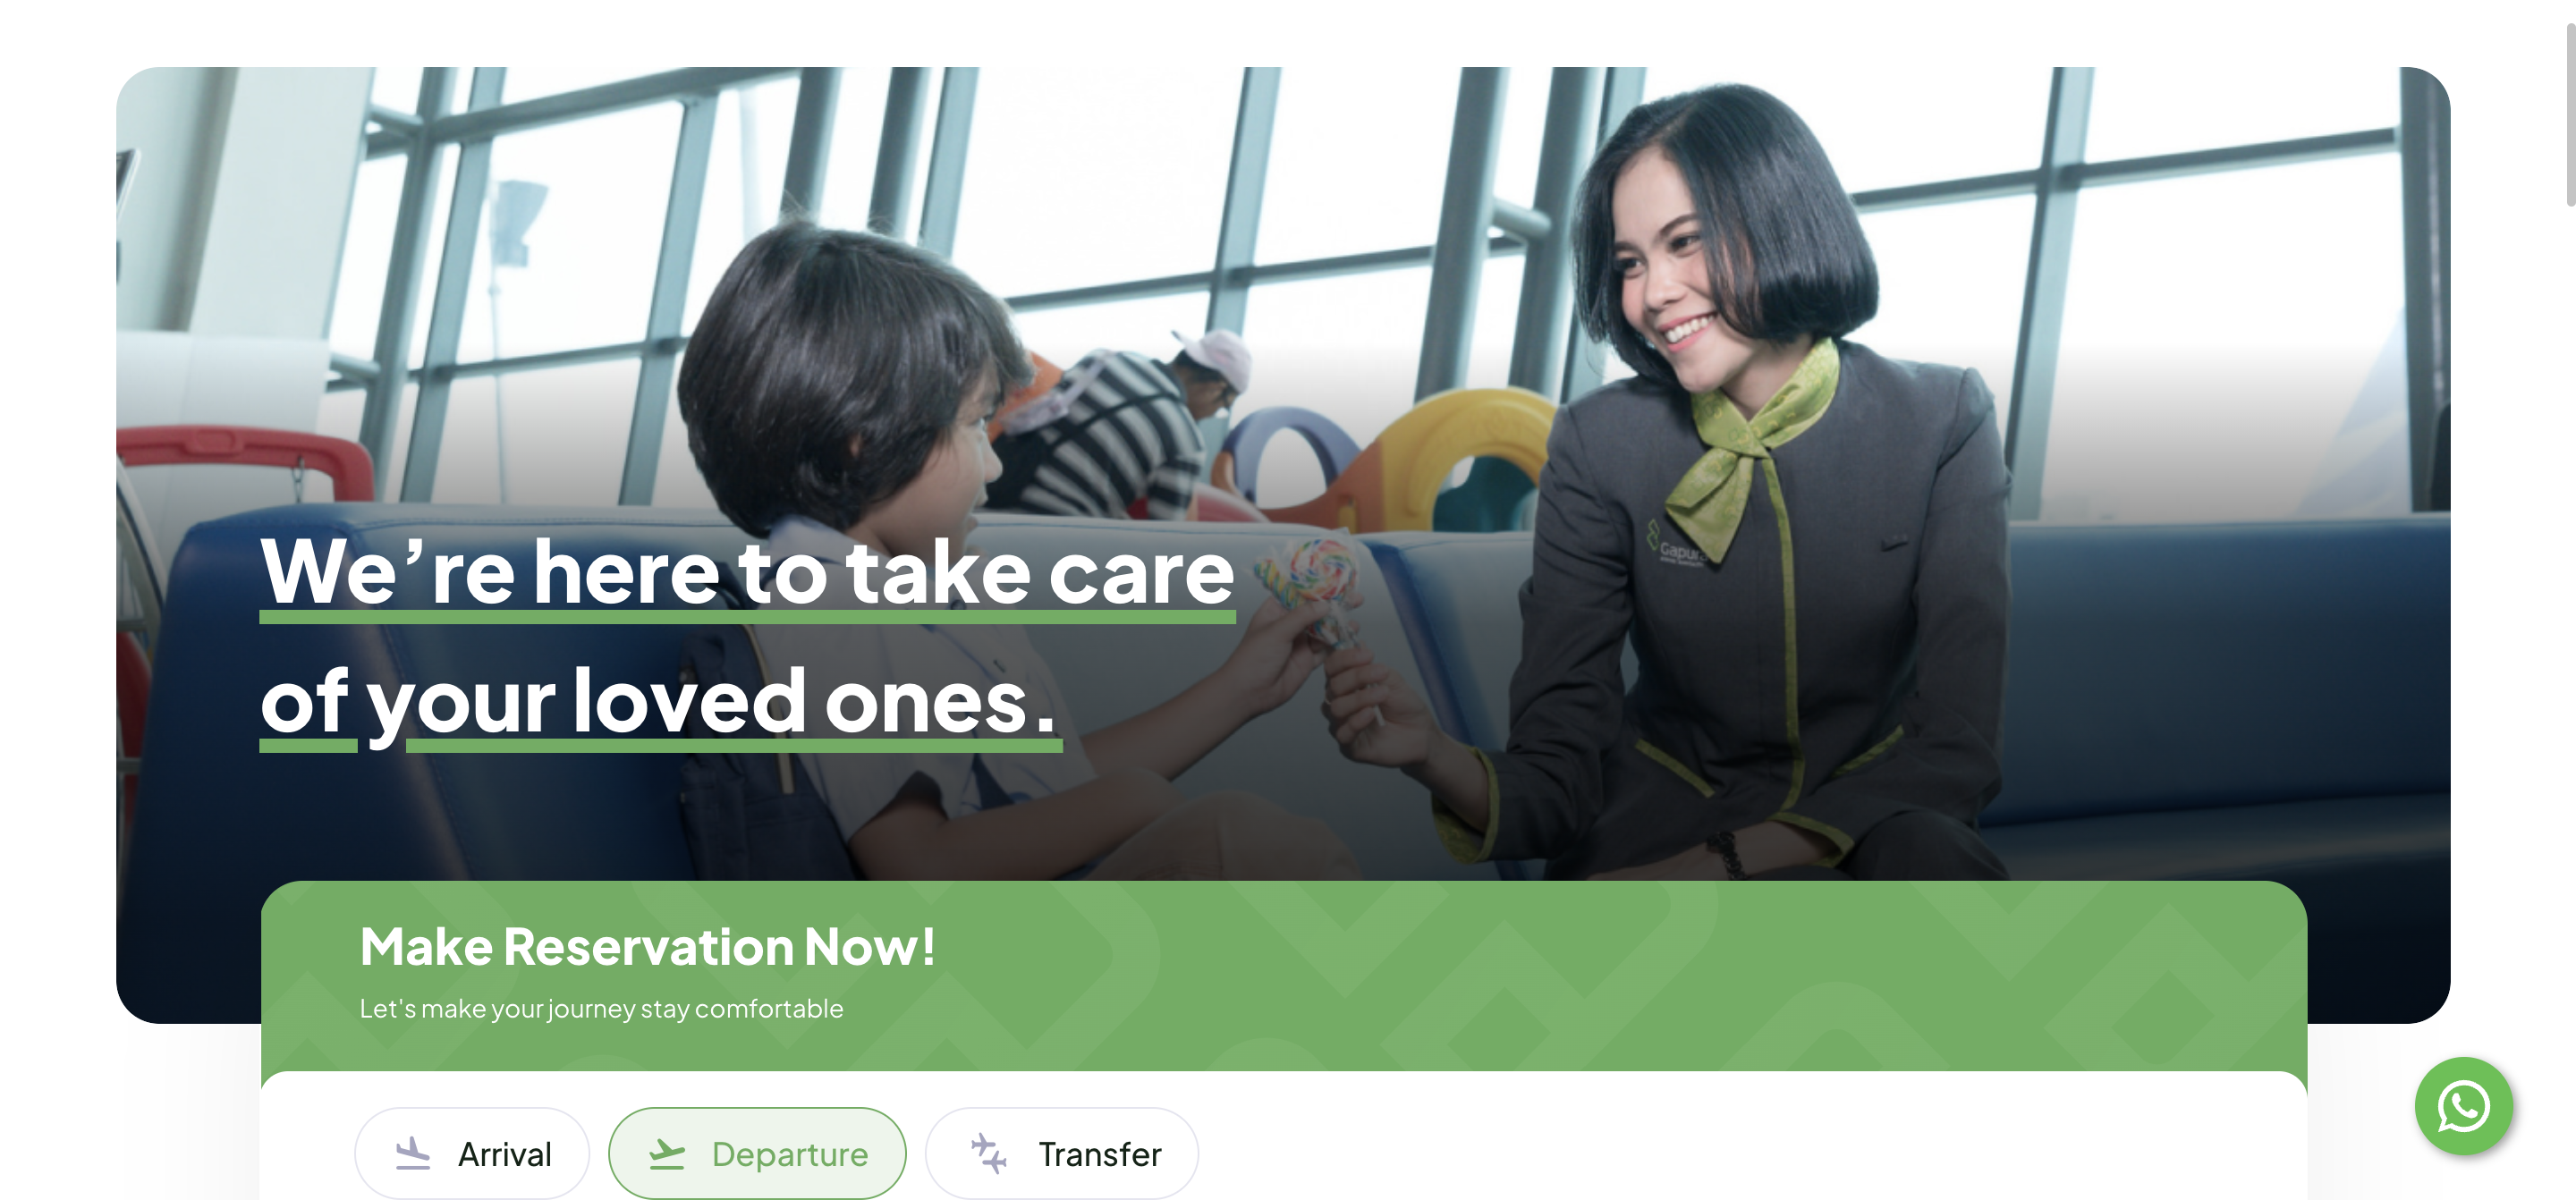 We’re here to take care
of your loved ones.
Gapura
Make Reservation Now!
Let's make your journey stay comfortable
Arrival
Departure
Transfer